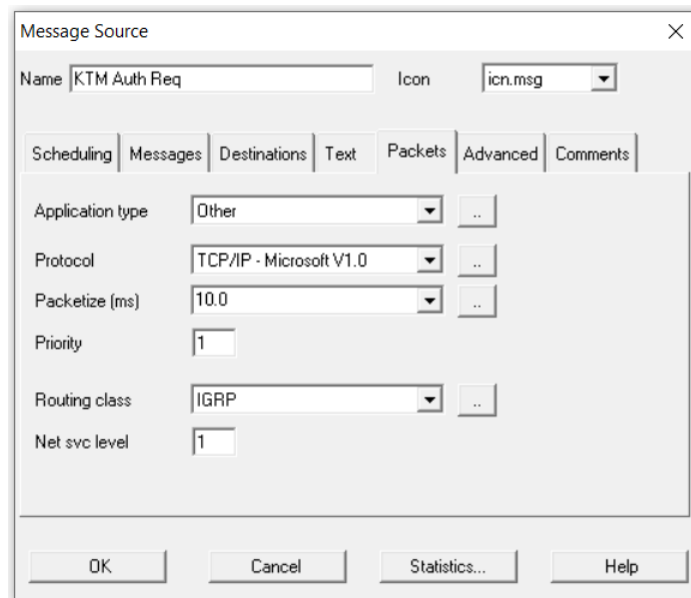 Message Source
Name KTM Auth Req Icon icn.msg
Scheduling Messages Destinations Text Packets Advanced Comments
Application type Other ..
Protocol TCP/IP - Microsoft V1.0 ..
Packetize (ms) 10.0 ..
Priority 1
Routing class IGRP ..
Net svc level 1
OK Cancel Statistics... Help